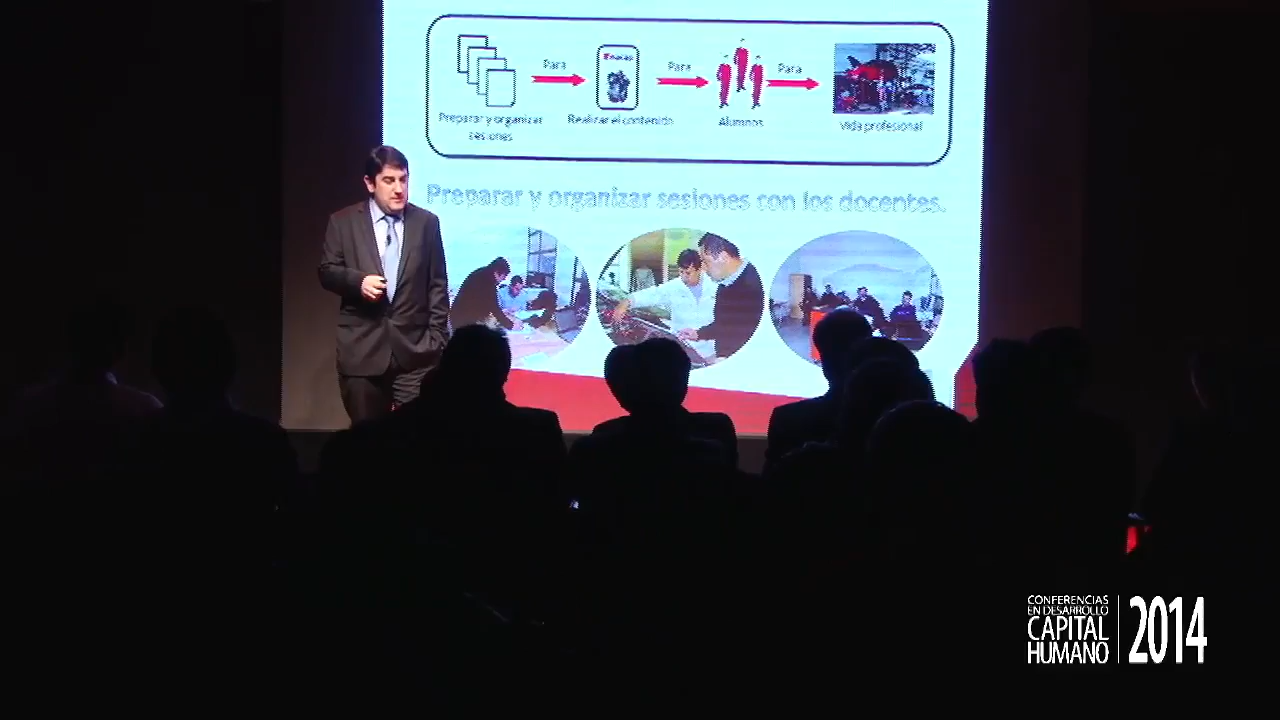 Para
Para
Para
Preparar y organizar
sesiones
Realizar el contenido
Alumnos
Vida profesional
Preparar y organizar sesiones con los docentes.
CONFERENCIAS
EN DESARROLLO
CAPITAL
HUMANO
2014